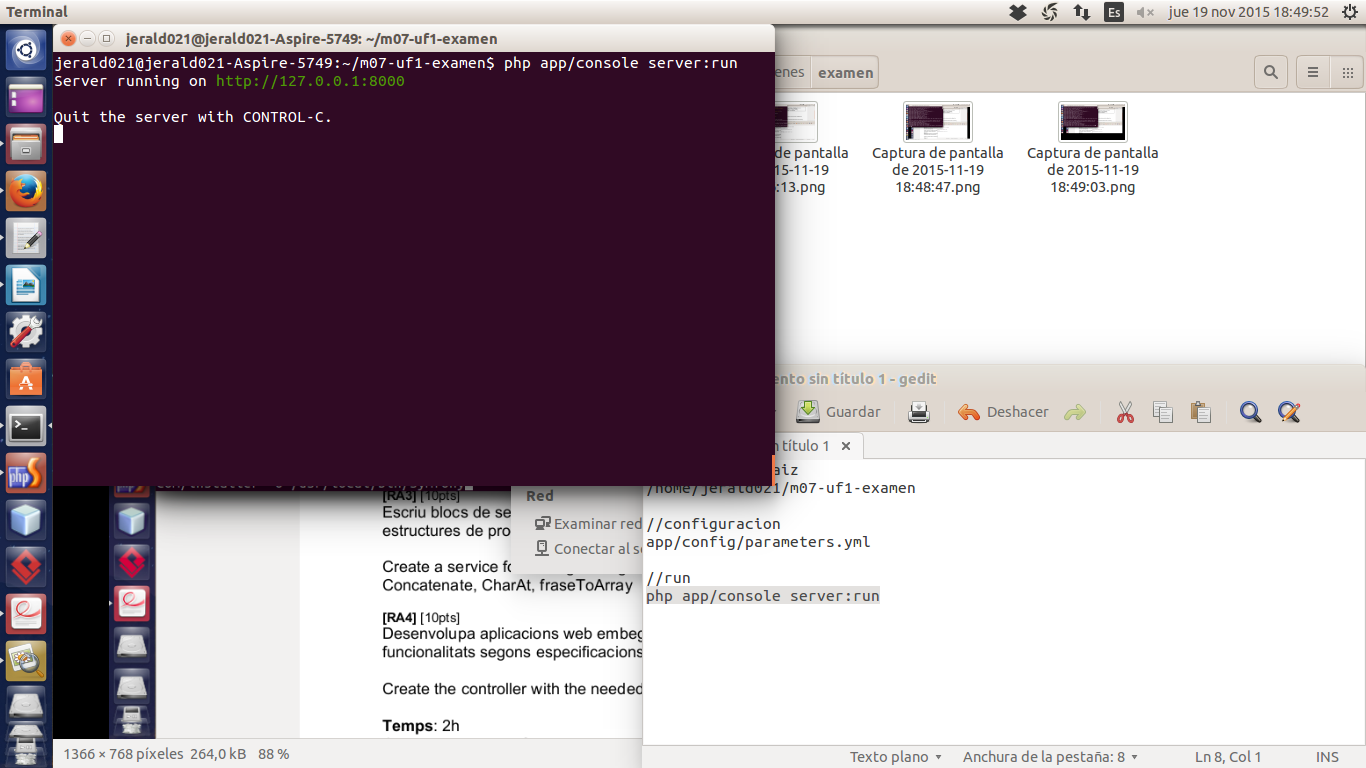 Terminal
Es
jue 19 nov 2015 18:49:52
jerald021@jerald021-Aspire-5749: ~/m07-uf1-examen
jerald021@jerald021-Aspire-5749:~/m07-uf1-examen$ php app/console server:run
Server running on http://127.0.0.1:8000
Quit the server with CONTROL-C.
enes
examen
de pantalla
15-11-19
:13.png
Captura de pantalla
de 2015-11-19
18:48:47.png
Captura de pantalla
de 2015-11-19
18:49:03.png
ento sin título 1 - gedit
Guardar
Deshacer
n título 1
aiz
/home/jerald021/m07-uf1-examen
//configuracion
app/config/parameters.yml
//run
php app/console server:run
Texto plano
Anchura de la pestaña: 8
Ln 8, Col 1
INS
Red
Examinar red
Conectar al se
[RA3] [10pts]
Escriu blocs de se
estructures de pro
Create a service fo
Concatenate, CharAt, fraseToArray
[RA4] [10pts]
Desenvolupa aplicacions web embeg
funcionalitats segons especificacions
Create the controller with the needed
Temps: 2h
1366 × 768 píxeles
264,0 kB
88 %